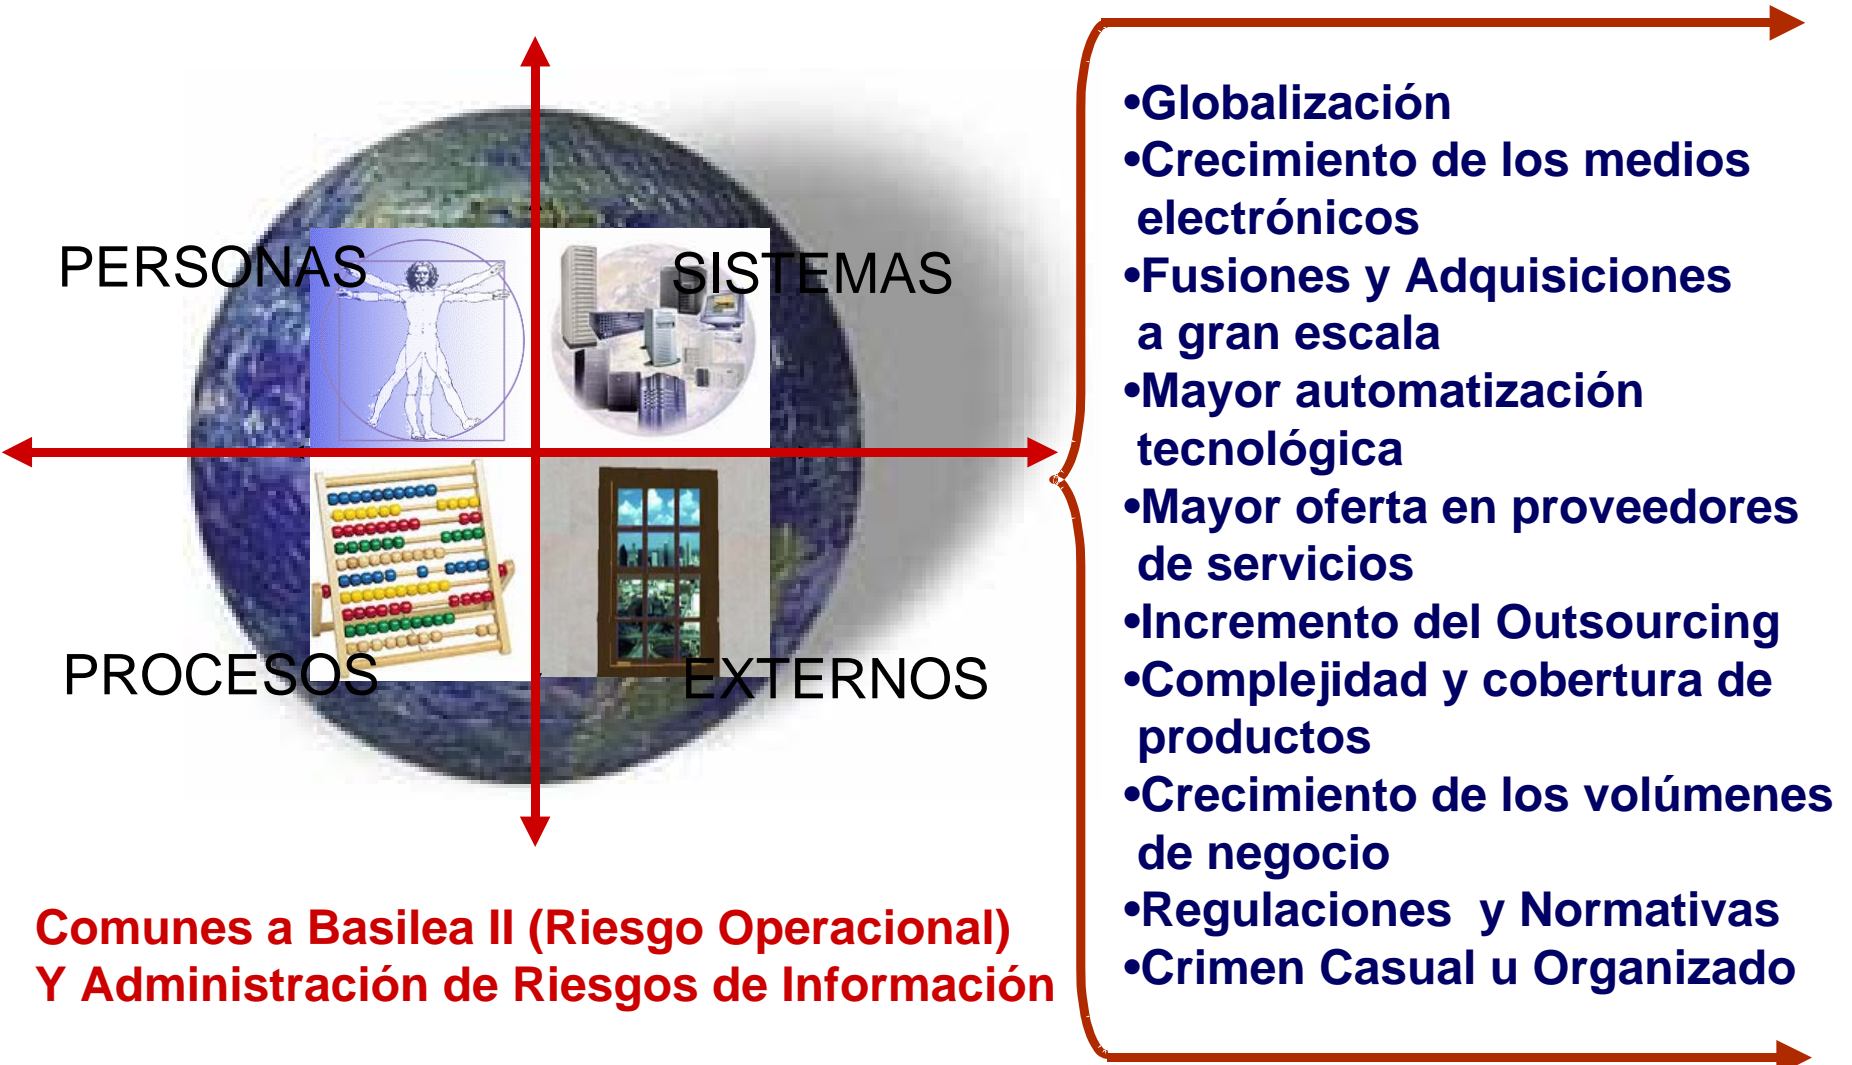 PERSONAS
SISTEMAS
PROCESOS
EXTERNOS
Comunes a Basilea II (Riesgo Operacional)
Y Administración de Riesgos de Información
•Globalización
•Crecimiento de los medios
electrónicos
•Fusiones y Adquisiciones
a gran escala
•Mayor automatización
tecnológica
•Mayor oferta en proveedores
de servicios
•Incremento del Outsourcing
•Complejidad y cobertura de
productos
•Crecimiento de los volúmenes
de negocio
•Regulaciones y Normativas
•Crimen Casual u Organizado